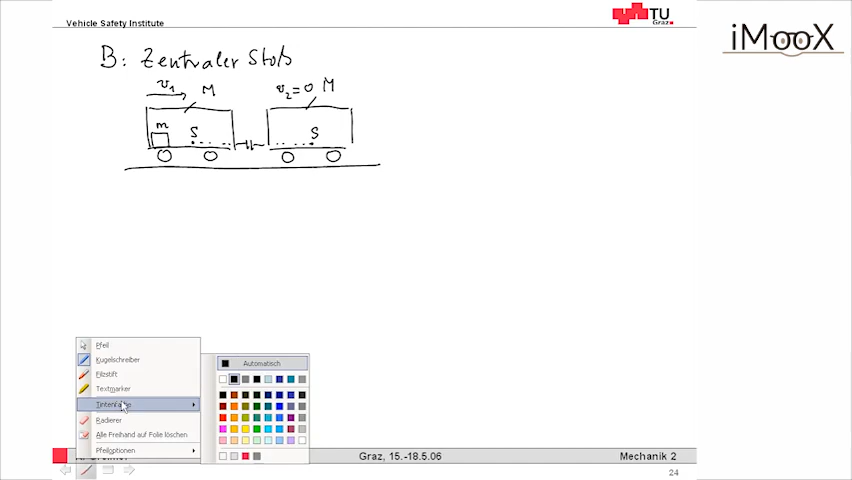 Vehicle Safety Institute
TU
Graz
iMooX
B: Zentraler Stoß
v1 M v2=0 M
m S S
Pfeil
Kugelschreiber
Filzstift
Textmarker
Tintenfarbe
Radierer
Alle Freihand auf Folie löschen
Pfeiloptionen
Automatisch
Graz, 15.-18.5.06
Mechanik 2
24